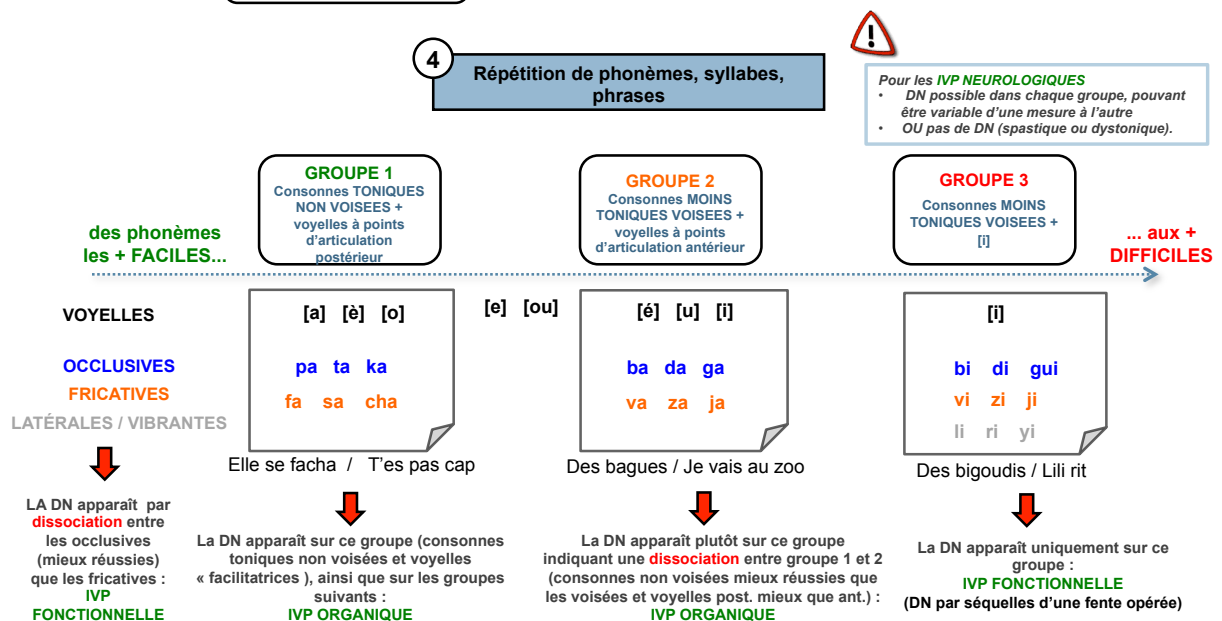 4
Répétition de phonèmes, syllabes,
phrases
!
Pour les IVP NEUROLOGIQUES
• DN possible dans chaque groupe, pouvant
être variable d'une mesure à l'autre
• OU pas de DN (spastique ou dystonique).
des phonèmes
les + FACILES...
GROUPE 1
Consonnes TONIQUES
NON VOISEES +
voyelles à points
d'articulation
postérieur
GROUPE 2
Consonnes MOINS
TONIQUES VOISEES +
voyelles à points
d'articulation antérieur
GROUPE 3
Consonnes MOINS
TONIQUES VOISEES +
[i]
... aux +
DIFFICILES
VOYELLES
[a] [è] [o]
[e] [ou]
[é] [u] [i]
[i]
OCCLUSIVES
pa ta ka
ba da ga
bi di gui
FRICATIVES
fa sa cha
va za ja
vi zi ji
LATÉRALES / VIBRANTES
li ri yi
Elle se facha / T'es pas cap
Des bagues / Je vais au zoo
Des bigoudis / Lili rit
LA DN apparaît par
dissociation entre
les occlusives
(mieux réussies)
que les fricatives :
IVP
FONCTIONNELLE
La DN apparaît sur ce groupe (consonnes
toniques non voisées et voyelles
« facilitatrices ), ainsi que sur les groupes
suivants :
IVP ORGANIQUE
La DN apparaît plutôt sur ce groupe
indiquant une dissociation entre groupe 1 et 2
(consonnes non voisées mieux réussies que
les voisées et voyelles post. mieux que ant.) :
IVP ORGANIQUE
La DN apparaît uniquement sur ce
groupe :
IVP FONCTIONNELLE
(DN par séquelles d'une fente opérée)